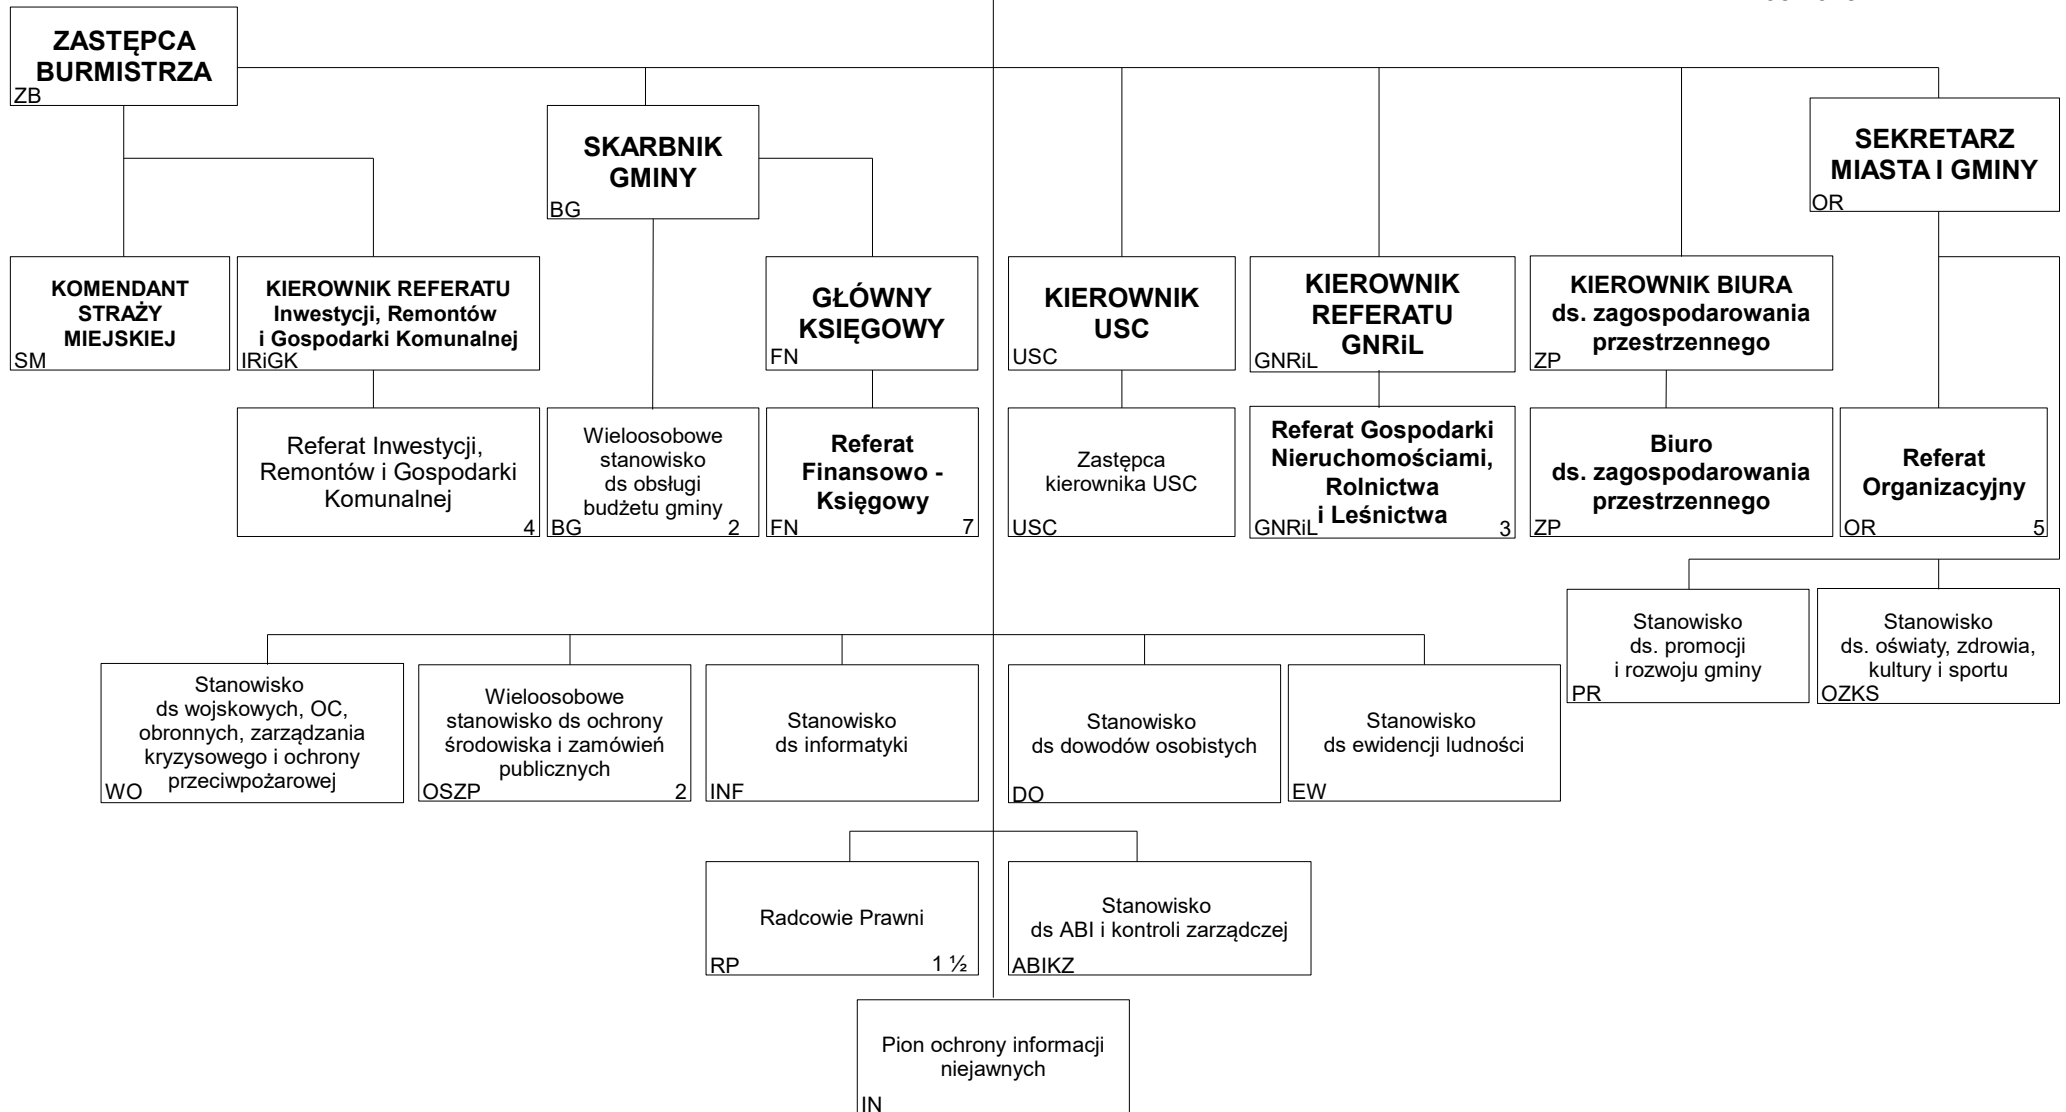 ZASTĘPCA
BURMISTRZA
ZB
SKARBNIK
GMINY
BG
SEKRETARZ
MIASTA I GMINY
OR
KOMENDANT
STRAŻY
MIEJSKIEJ
SM
KIEROWNIK REFERATU
Inwestycji, Remontów
i Gospodarki Komunalnej
IRiGK
GŁÓWNY
KSIĘGOWY
FN
KIEROWNIK
USC
USC
KIEROWNIK
REFERATU
GNRiL
GNRiL
KIEROWNIK BIURA
ds. zagospodarowania
przestrzennego
ZP
Referat Inwestycji,
Remontów i Gospodarki
Komunalnej
4
Wieloosobowe
stanowisko
ds obsługi
budżetu gminy
BG 2
Referat
Finansowo -
Księgowy
FN 7
Zastępca
kierownika USC
USC
Referat Gospodarki
Nieruchomościami,
Rolnictwa
i Leśnictwa
GNRiL 3
Biuro
ds. zagospodarowania
przestrzennego
ZP
Referat
Organizacyjny
OR 5
Stanowisko
ds. promocji
i rozwoju gminy
PR
Stanowisko
ds. oświaty, zdrowia,
kultury i sportu
OZKS
Stanowisko
ds wojskowych, OC,
obronnych, zarządzania
kryzysowego i ochrony
przeciwpożarowej
WO
Wieloosobowe
stanowisko ds ochrony
środowiska i zamówień
publicznych
OSZP 2
Stanowisko
ds informatyki
INF
Stanowisko
ds dowodów osobistych
DO
Stanowisko
ds ewidencji ludności
EW
Radcowie Prawni
RP 1 ½
Stanowisko
ds ABI i kontroli zarządczej
ABIKZ
Pion ochrony informacji
niejawnych
IN